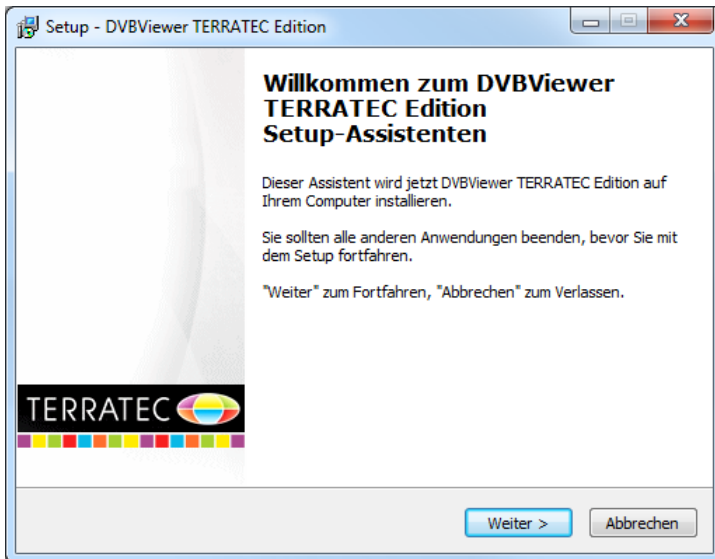 Setup - DVBViewer TERRATEC Edition
Willkommen zum DVBViewer
TERRATEC Edition
Setup-Assistenten
Dieser Assistent wird jetzt DVBViewer TERRATEC Edition auf
Ihrem Computer installieren.
Sie sollten alle anderen Anwendungen beenden, bevor Sie mit
dem Setup fortfahren.
"Weiter" zum Fortfahren, "Abbrechen" zum Verlassen.
TERRATEC
Weiter >
Abbrechen